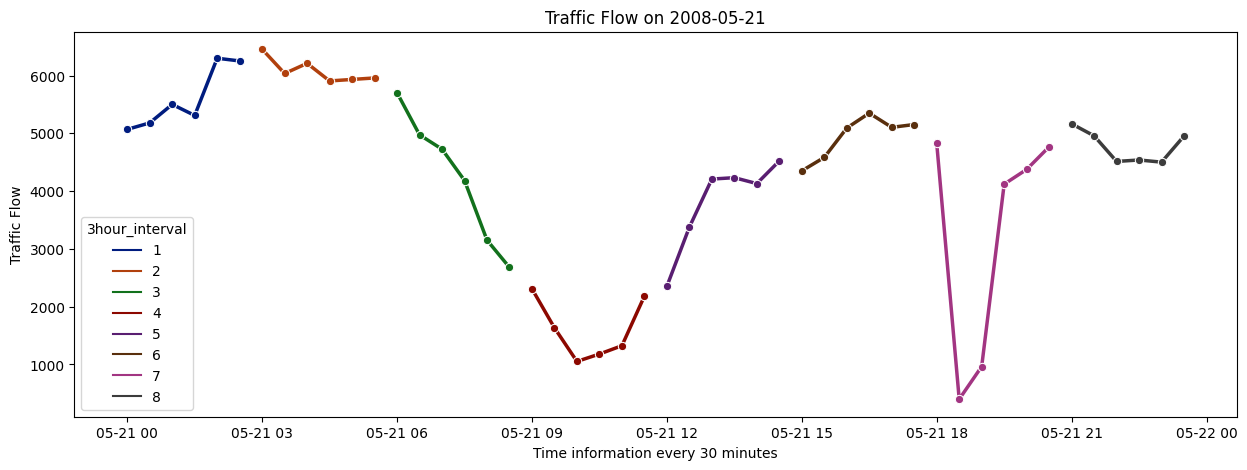 Traffic Flow on 2008-05-21
Traffic Flow
6000
5000
4000
3000
2000
1000
3hour_interval
1
2
3
4
5
6
7
8
05-21 00 05-21 03 05-21 06 05-21 09 05-21 12 05-21 15 05-21 18 05-21 21 05-22 00
Time information every 30 minutes